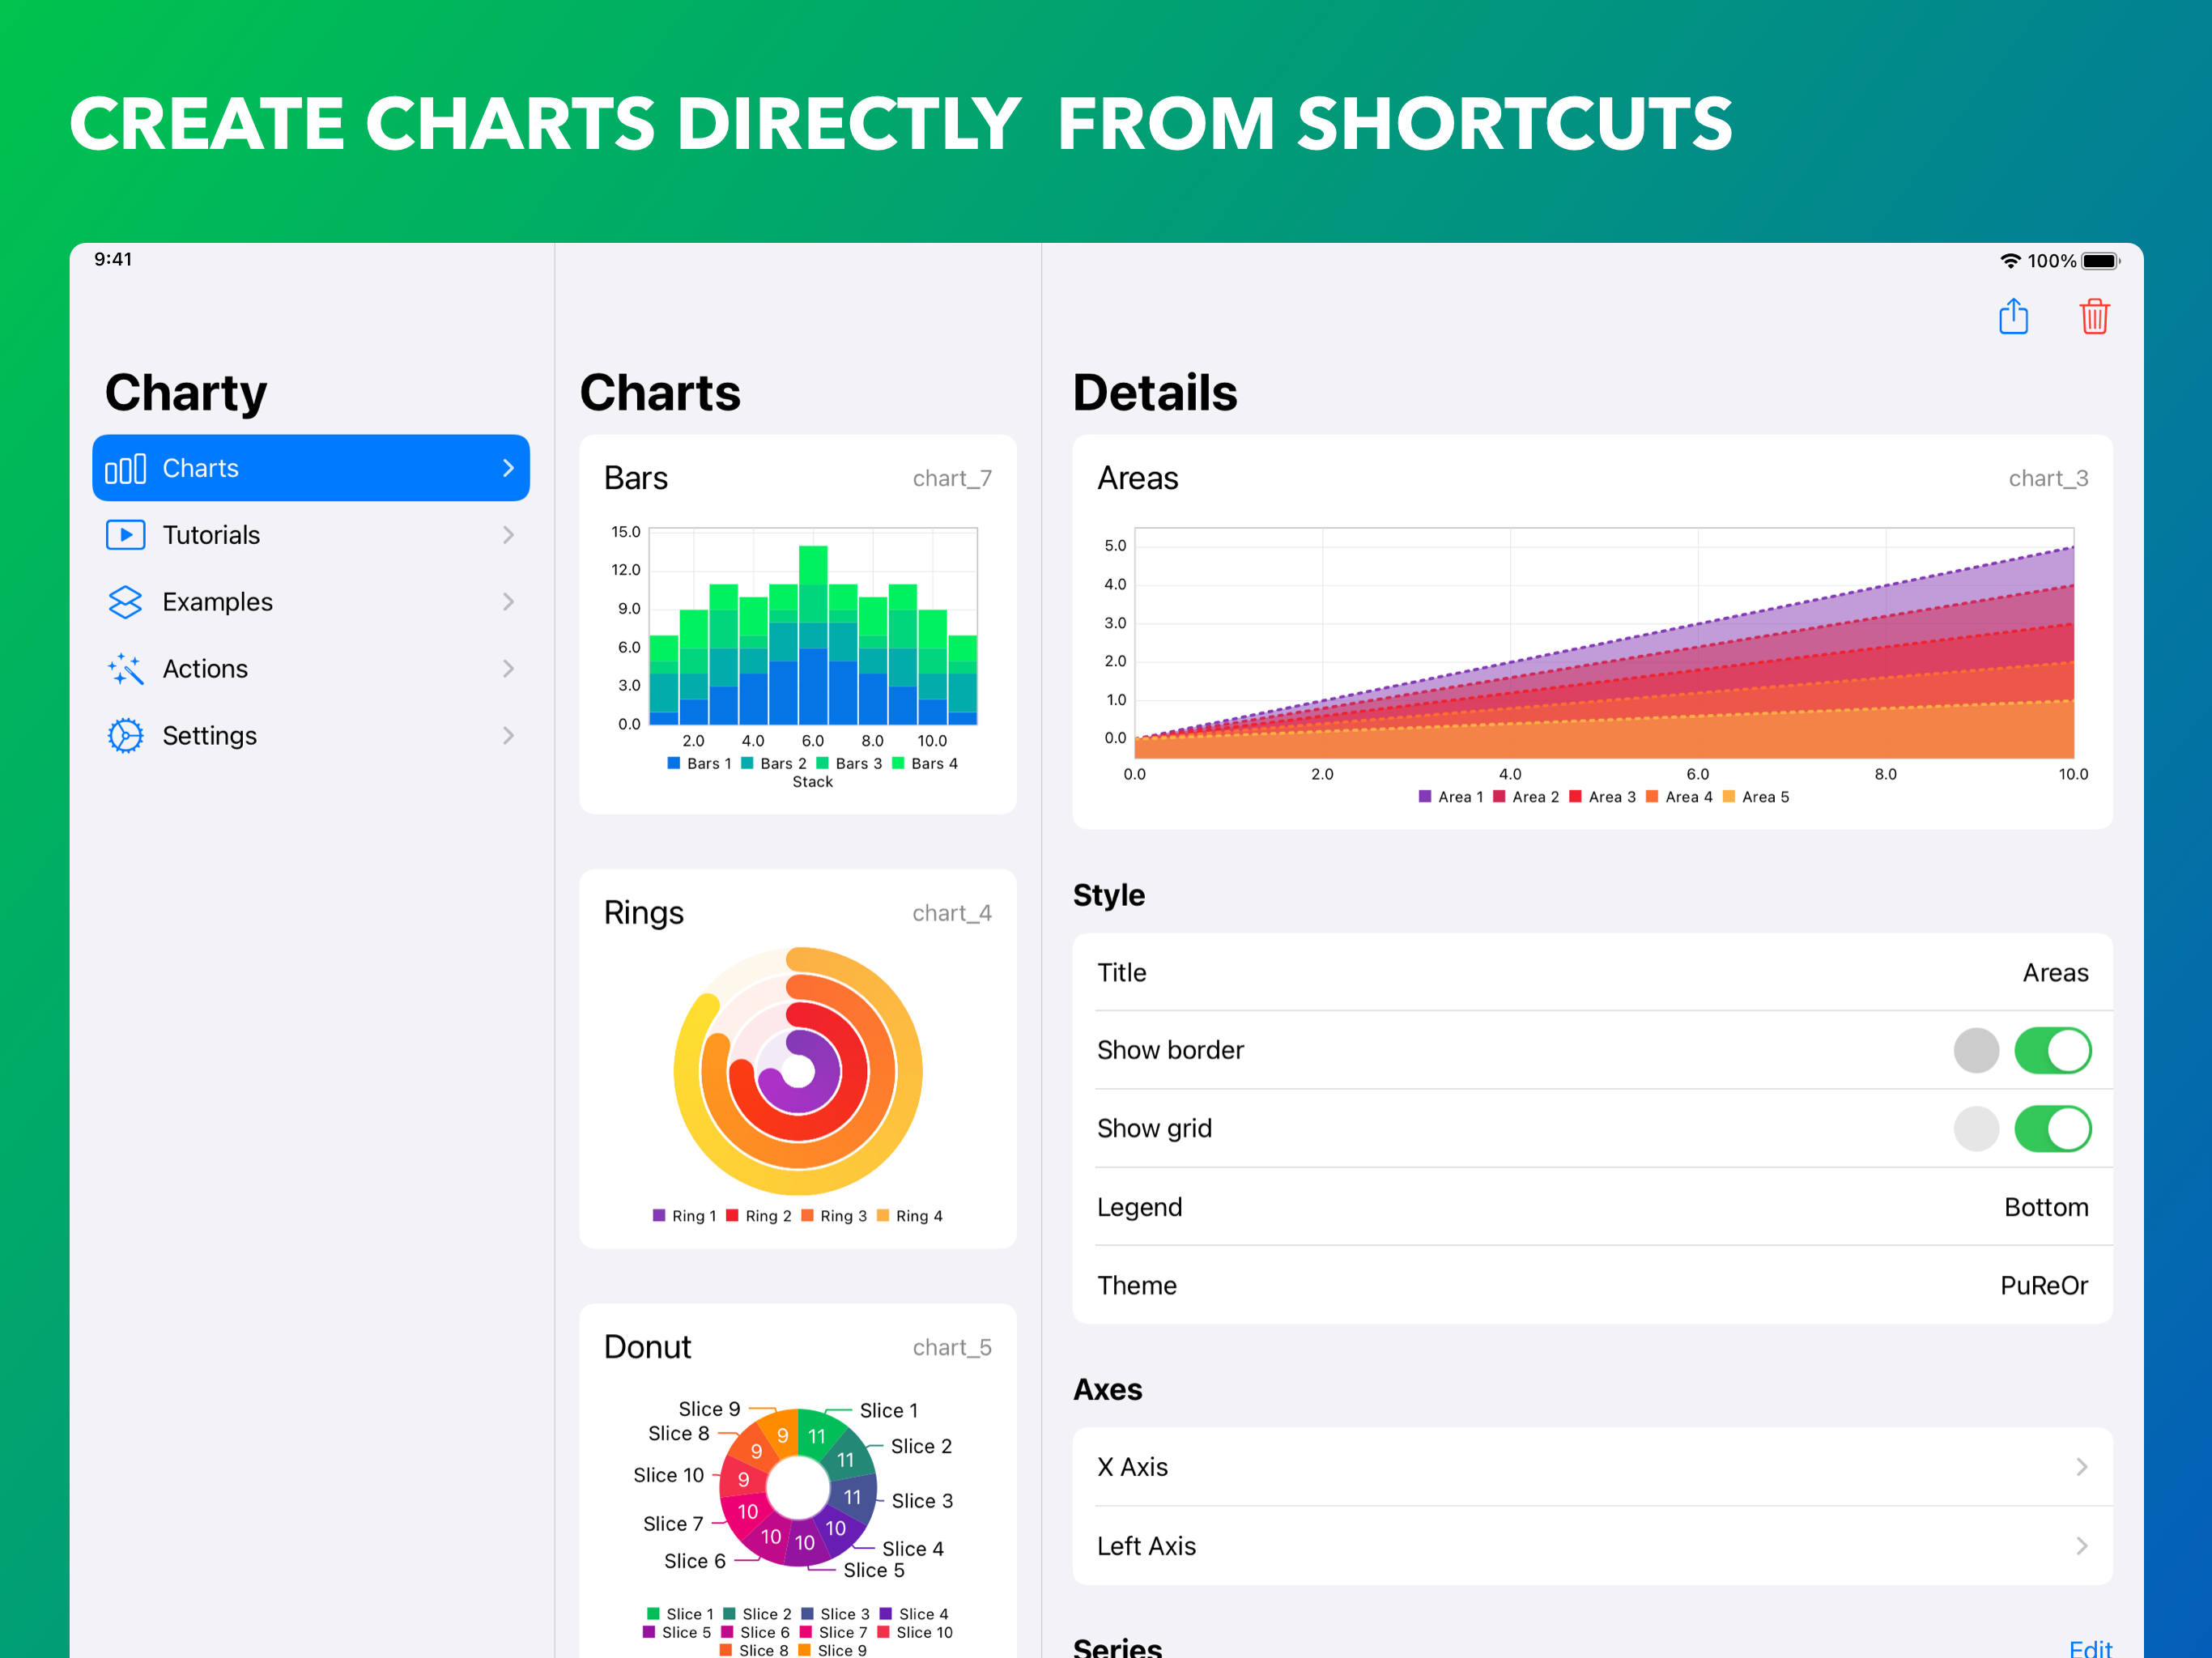 CREATE CHARTS DIRECTLY FROM SHORTCUTS
9:41
100%
Charty
Charts
Tutorials
Examples
Actions
Settings
Charts
Bars chart_7
15.0
12.0
9.0
6.0
3.0
0.0
2.0 4.0 6.0 8.0 10.0
Bars 1 Bars 2 Bars 3 Bars 4
Stack
Rings chart_4
Ring 1 Ring 2 Ring 3 Ring 4
Donut chart_5
Slice 9 Slice 1
Slice 8 Slice 2
Slice 10 Slice 3
Slice 7 Slice 4
Slice 6 Slice 5
9 11
9 11
9 11
10 10
10 10
Slice 1 Slice 2 Slice 3 Slice 4
Slice 5 Slice 6 Slice 7 Slice 10
Slice 8 Slice 9
Details
Areas chart_3
5.0
4.0
3.0
2.0
1.0
0.0
0.0 2.0 4.0 6.0 8.0 10.0
Area 1 Area 2 Area 3 Area 4 Area 5
Style
Title Areas
Show border
Show grid
Legend Bottom
Theme PuReOr
Axes
X Axis
Left Axis
Series Edit